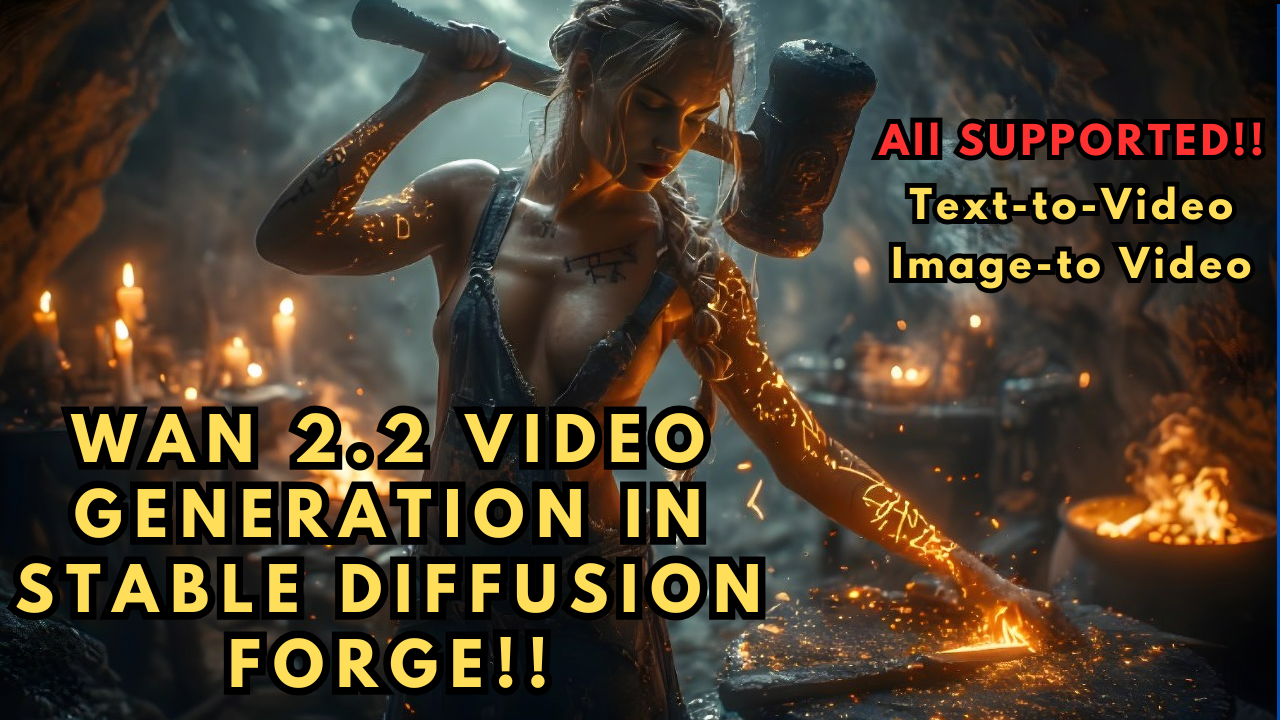 All SUPPORTED!!
Text-to-Video
Image-to Video
WAN 2.2 VIDEO
GENERATION IN
STABLE DIFFUSION
FORGE!!